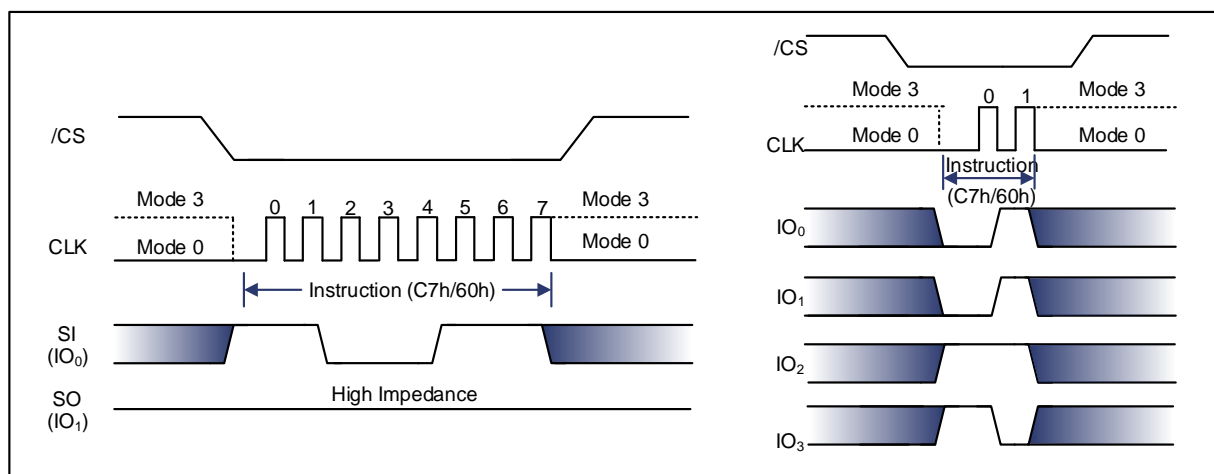 /CS
Mode 3
Mode 3
0 1 2 3 4 5 6 7
CLK
Mode 0
Mode 0
Instruction (C7h/60h)
SI
(IO0)
High Impedance
SO
(IO1)
/CS
Mode 3
0 1
Mode 3
CLK
Mode 0
Mode 0
Instruction
(C7h/60h)
IO0
IO1
IO2
IO3